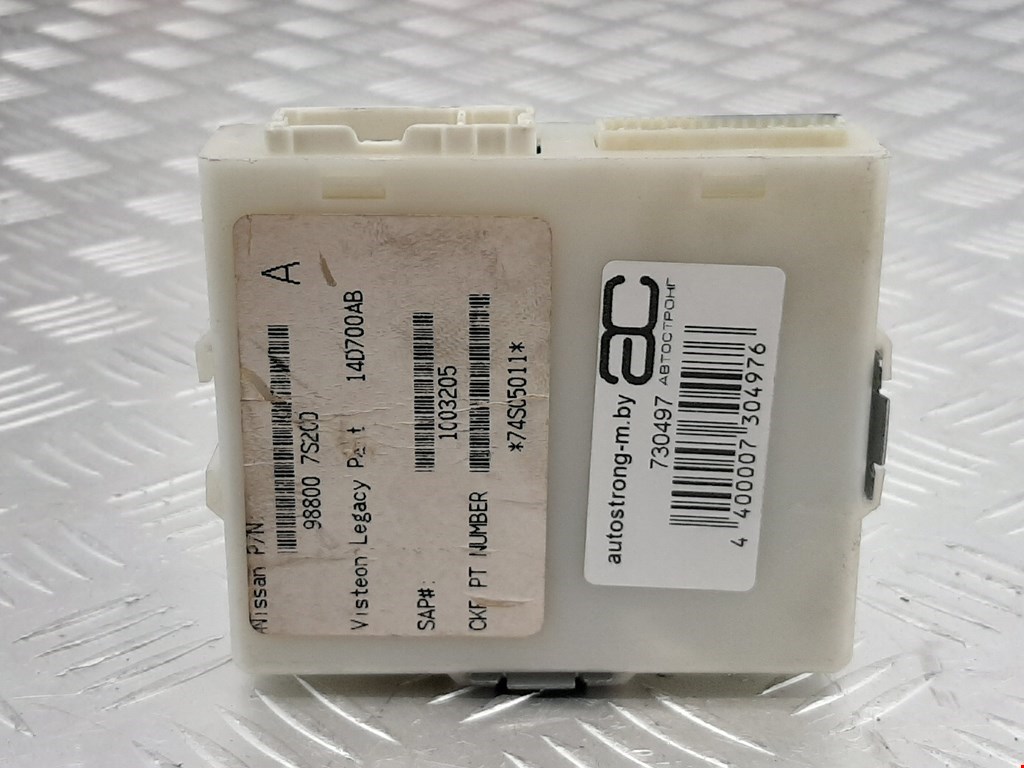 A
Nissan P/N
98800 7S200
Visteon Legacy Part 14D700AB
SAP#: 1003205
CKF PT NUMBER
*74S05011*
autostrong-m.by
ac
АВТОСТРОНГ
730497
4 400007 304976